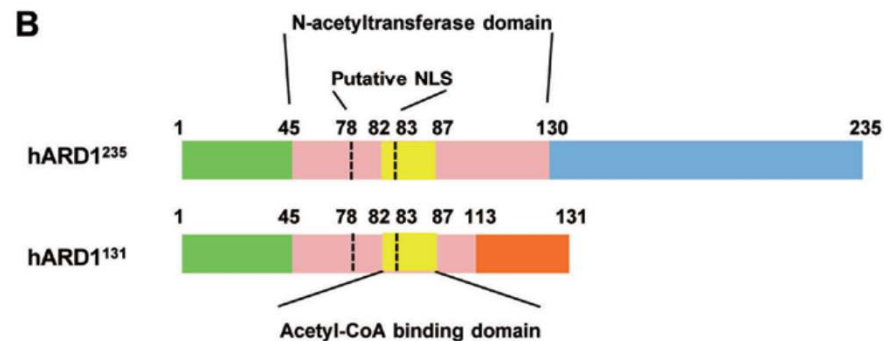 B
N-acetyltransferase domain
Putative NLS
1 45 78 82 83 87 130 235
hARD1²³⁵
1 45 78 82 83 87 113 131
hARD1¹³¹
Acetyl-CoA binding domain